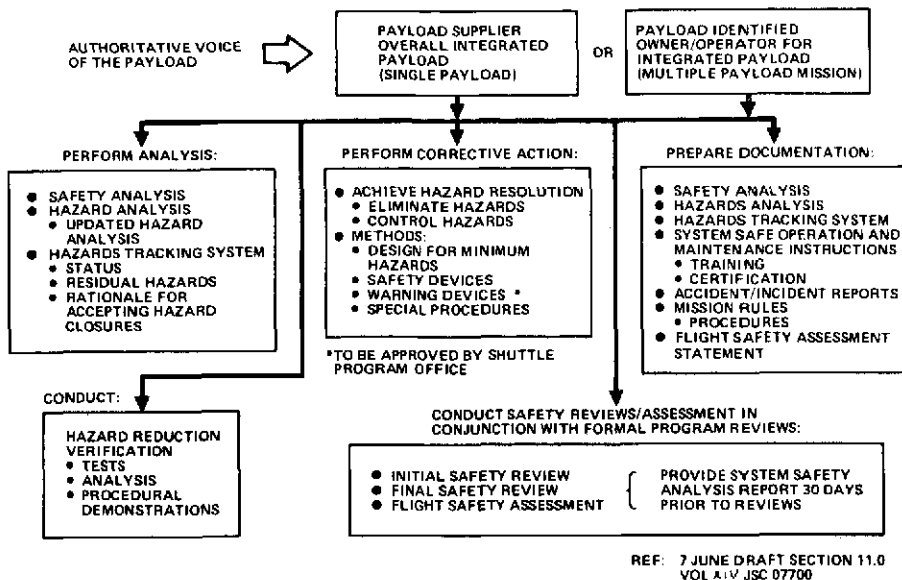 AUTHORITATIVE VOICE
OF THE PAYLOAD
PAYLOAD SUPPLIER
OVERALL INTEGRATED
PAYLOAD
(SINGLE PAYLOAD)
OR
PAYLOAD IDENTIFIED
OWNER/OPERATOR FOR
INTEGRATED PAYLOAD
(MULTIPLE PAYLOAD MISSION)
PERFORM ANALYSIS:
● SAFETY ANALYSIS
● HAZARD ANALYSIS
• UPDATED HAZARD
ANALYSIS
● HAZARDS TRACKING SYSTEM
• STATUS
• RESIDUAL HAZARDS
• RATIONALE FOR
ACCEPTING HAZARD
CLOSURES
PERFORM CORRECTIVE ACTION:
● ACHIEVE HAZARD RESOLUTION
• ELIMINATE HAZARDS
• CONTROL HAZARDS
● METHODS:
• DESIGN FOR MINIMUM
HAZARDS
• SAFETY DEVICES
• WARNING DEVICES *
• SPECIAL PROCEDURES
*TO BE APPROVED BY SHUTTLE
PROGRAM OFFICE
PREPARE DOCUMENTATION:
● SAFETY ANALYSIS
● HAZARDS ANALYSIS
● HAZARDS TRACKING SYSTEM
● SYSTEM SAFE OPERATION AND
MAINTENANCE INSTRUCTIONS
• TRAINING
• CERTIFICATION
● ACCIDENT/INCIDENT REPORTS
● MISSION RULES
• PROCEDURES
● FLIGHT SAFETY ASSESSMENT
STATEMENT
CONDUCT:
HAZARD REDUCTION
VERIFICATION
• TESTS
• ANALYSIS
• PROCEDURAL
DEMONSTRATIONS
CONDUCT SAFETY REVIEWS/ASSESSMENT IN
CONJUNCTION WITH FORMAL PROGRAM REVIEWS:
● INITIAL SAFETY REVIEW
● FINAL SAFETY REVIEW
● FLIGHT SAFETY ASSESSMENT
PROVIDE SYSTEM SAFETY
ANALYSIS REPORT 30 DAYS
PRIOR TO REVIEWS
REF: 7 JUNE DRAFT SECTION 11.0
VOL XIV JSC 07700